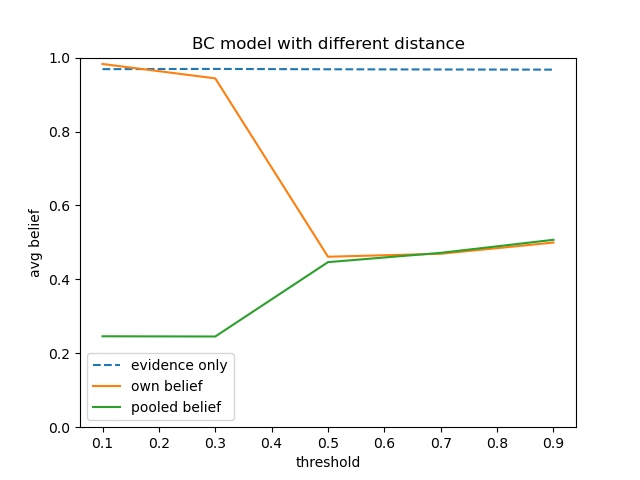 BC model with different distance
1.0
0.8
0.6
0.4
0.2
0.0
avg belief
evidence only
own belief
pooled belief
0.1 0.2 0.3 0.4 0.5 0.6 0.7 0.8 0.9
threshold